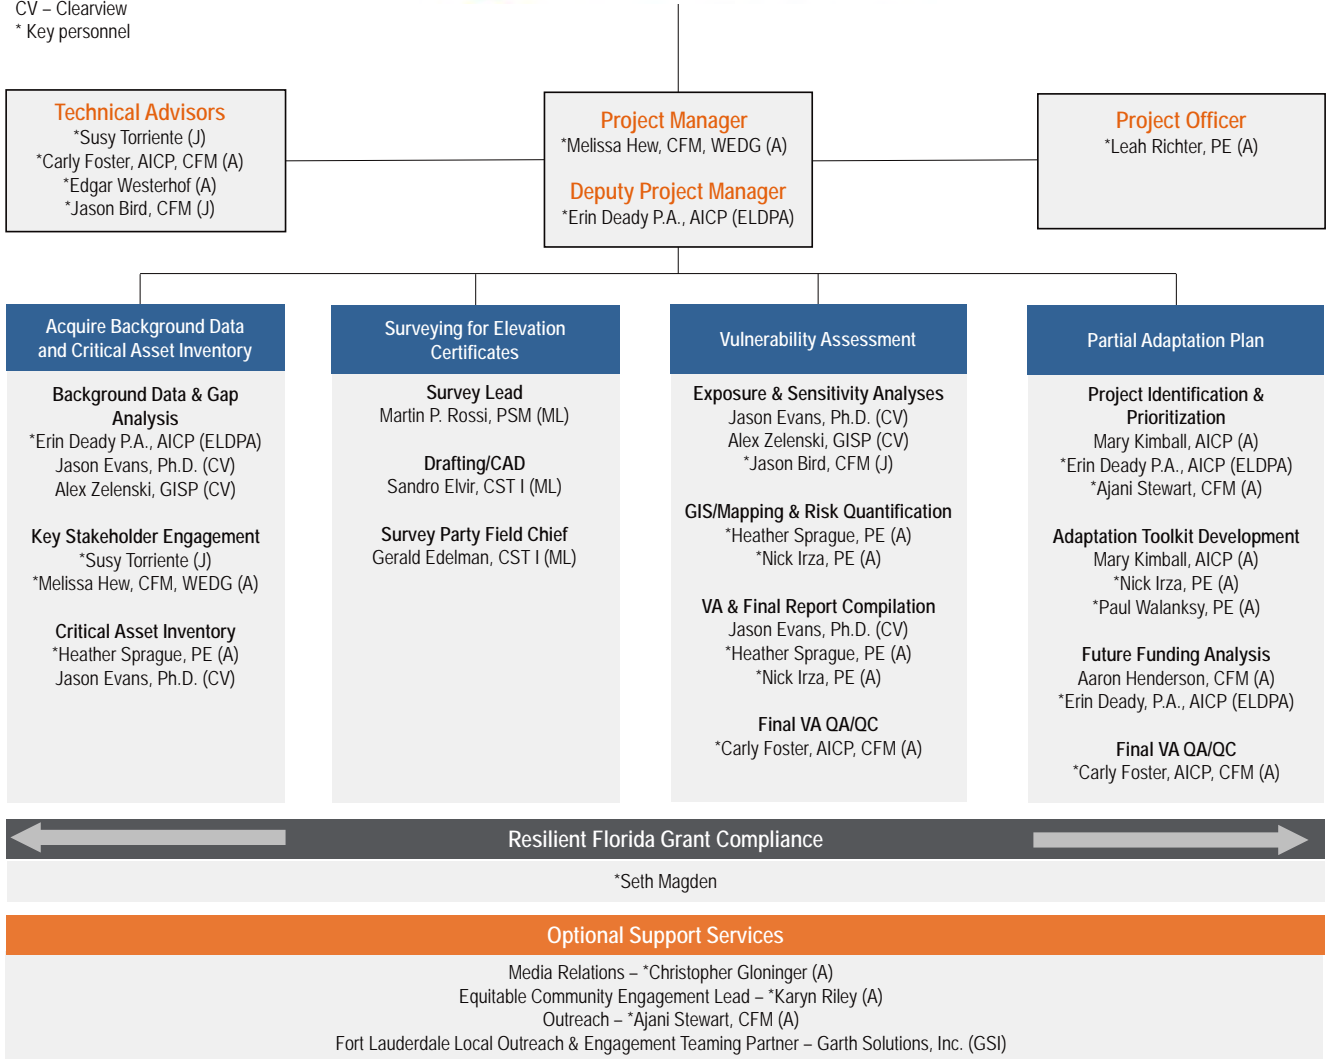 CV – Clearview
* Key personnel
Technical Advisors
*Susy Torriente (J)
*Carly Foster, AICP, CFM (A)
*Edgar Westerhof (A)
*Jason Bird, CFM (J)
Project Manager
*Melissa Hew, CFM, WEDG (A)
Deputy Project Manager
*Erin Deady P.A., AICP (ELDPA)
Project Officer
*Leah Richter, PE (A)
Acquire Background Data
and Critical Asset Inventory
Background Data & Gap
Analysis
*Erin Deady P.A., AICP (ELDPA)
Jason Evans, Ph.D. (CV)
Alex Zelenski, GISP (CV)
Key Stakeholder Engagement
*Susy Torriente (J)
*Melissa Hew, CFM, WEDG (A)
Critical Asset Inventory
*Heather Sprague, PE (A)
Jason Evans, Ph.D. (CV)
Surveying for Elevation
Certificates
Survey Lead
Martin P. Rossi, PSM (ML)
Drafting/CAD
Sandro Elvir, CST I (ML)
Survey Party Field Chief
Gerald Edelman, CST I (ML)
Vulnerability Assessment
Exposure & Sensitivity Analyses
Jason Evans, Ph.D. (CV)
Alex Zelenski, GISP (CV)
*Jason Bird, CFM (J)
GIS/Mapping & Risk Quantification
*Heather Sprague, PE (A)
*Nick Irza, PE (A)
VA & Final Report Compilation
Jason Evans, Ph.D. (CV)
*Heather Sprague, PE (A)
*Nick Irza, PE (A)
Final VA QA/QC
*Carly Foster, AICP, CFM (A)
Partial Adaptation Plan
Project Identification &
Prioritization
Mary Kimball, AICP (A)
*Erin Deady P.A., AICP (ELDPA)
*Ajani Stewart, CFM (A)
Adaptation Toolkit Development
Mary Kimball, AICP (A)
*Nick Irza, PE (A)
*Paul Walanksy, PE (A)
Future Funding Analysis
Aaron Henderson, CFM (A)
*Erin Deady, P.A., AICP (ELDPA)
Final VA QA/QC
*Carly Foster, AICP, CFM (A)
Resilient Florida Grant Compliance
*Seth Magden
Optional Support Services
Media Relations – *Christopher Gloninger (A)
Equitable Community Engagement Lead – *Karyn Riley (A)
Outreach – *Ajani Stewart, CFM (A)
Fort Lauderdale Local Outreach & Engagement Teaming Partner – Garth Solutions, Inc. (GSI)